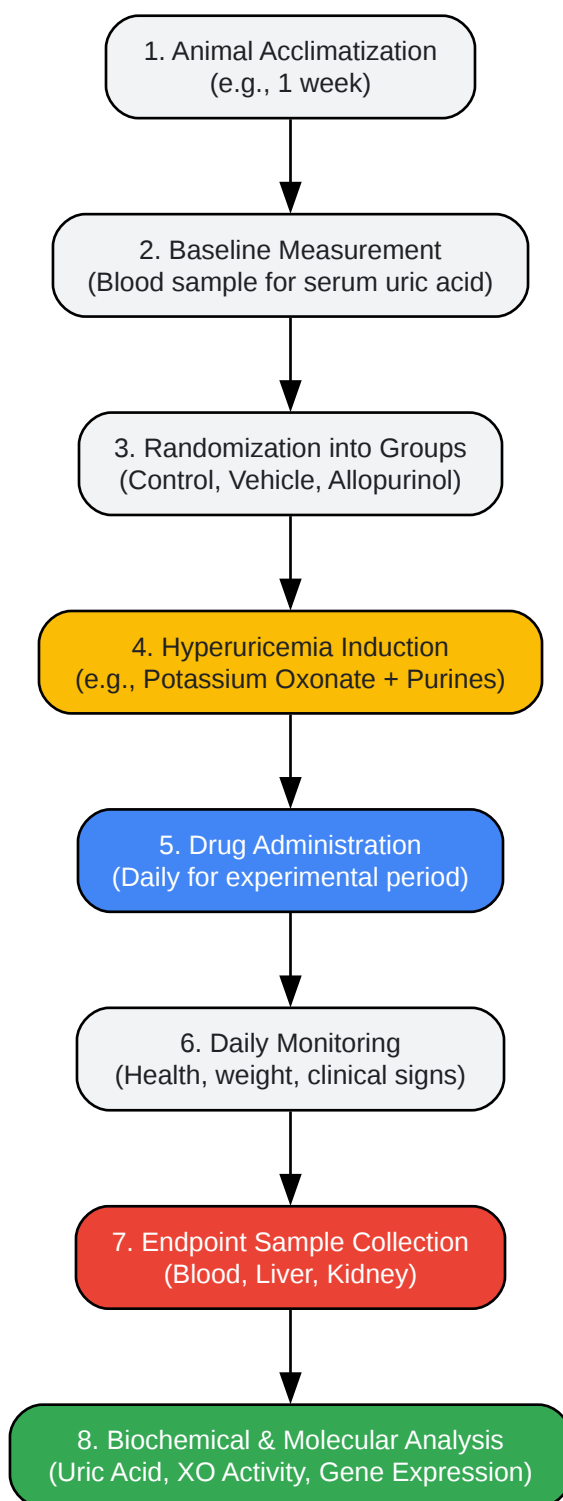 1. Animal Acclimatization
(e.g., 1 week)
2. Baseline Measurement
(Blood sample for serum uric acid)
3. Randomization into Groups
(Control, Vehicle, Allopurinol)
4. Hyperuricemia Induction
(e.g., Potassium Oxonate + Purines)
5. Drug Administration
(Daily for experimental period)
6. Daily Monitoring
(Health, weight, clinical signs)
7. Endpoint Sample Collection
(Blood, Liver, Kidney)
8. Biochemical & Molecular Analysis
(Uric Acid, XO Activity, Gene Expression)